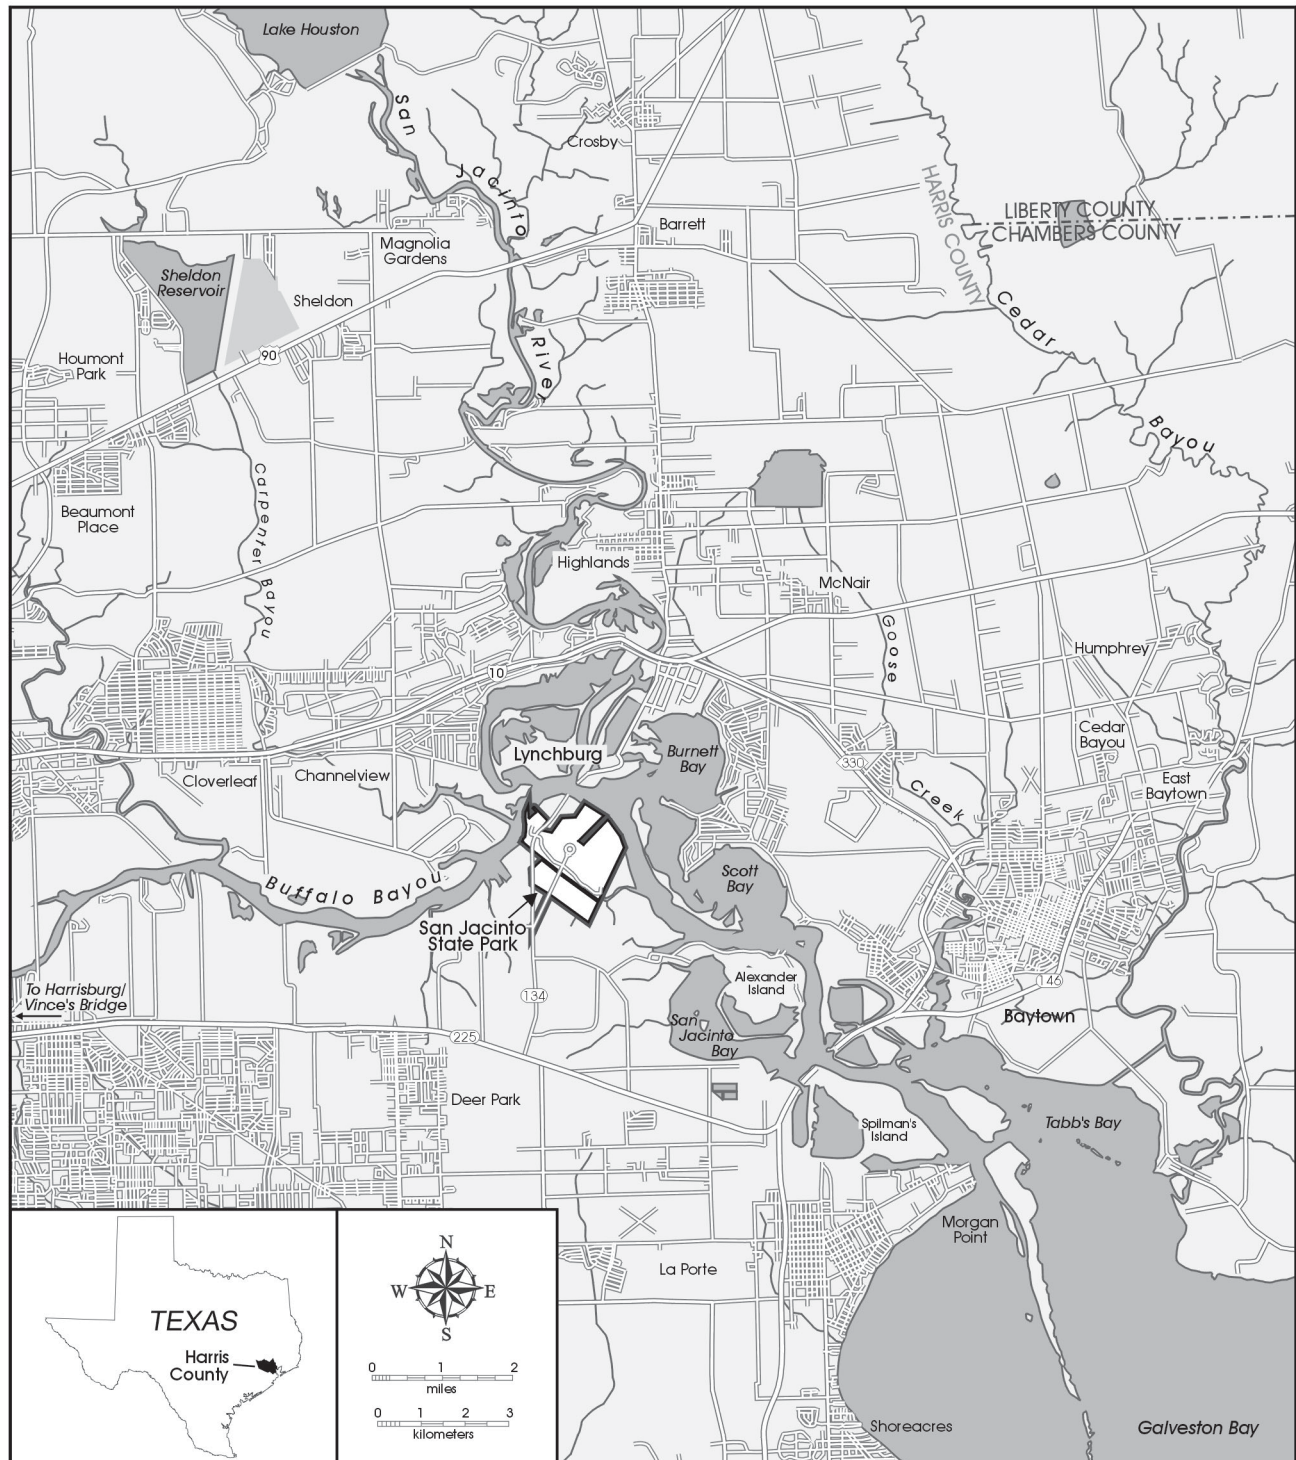 Lake Houston
San
Jacinto
River
Crosby
Barrett
Magnolia
Gardens
HARRIS COUNTY
LIBERTY COUNTY
CHAMBERS COUNTY
Sheldon
Reservoir
Sheldon
Cedar
Bayou
90
Houmont
Park
Beaumont
Place
Carpenter Bayou
Highlands
McNair
Goose
Creek
Humphrey
10
Cedar
Bayou
East
Baytown
Lynchburg
Burnett
Bay
330
Cloverleaf
Channelview
Scott
Bay
Buffalo Bayou
San Jacinto
State Park
Alexander
Island
146
Baytown
To Harrisburg/
Vince's Bridge
134
225
San
Jacinto
Bay
Deer Park
Spilman's
Island
Tabb's Bay
Morgan
Point
La Porte
Shoreacres
Galveston Bay
TEXAS
Harris
County
N
W
E
S
0 1 2
miles
0 1 2 3
kilometers